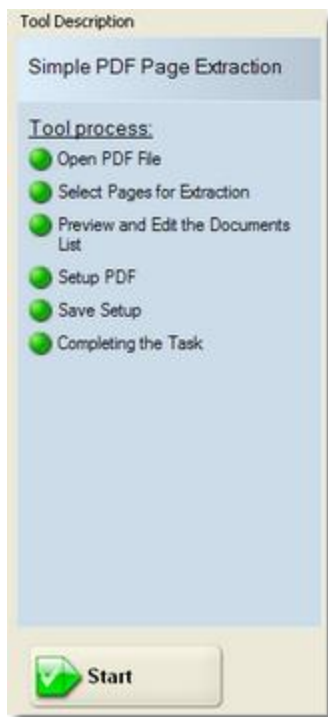 Tool Description
Simple PDF Page Extraction
Tool process:
Open PDF File
Select Pages for Extraction
Preview and Edit the Documents
List
Setup PDF
Save Setup
Completing the Task
Start